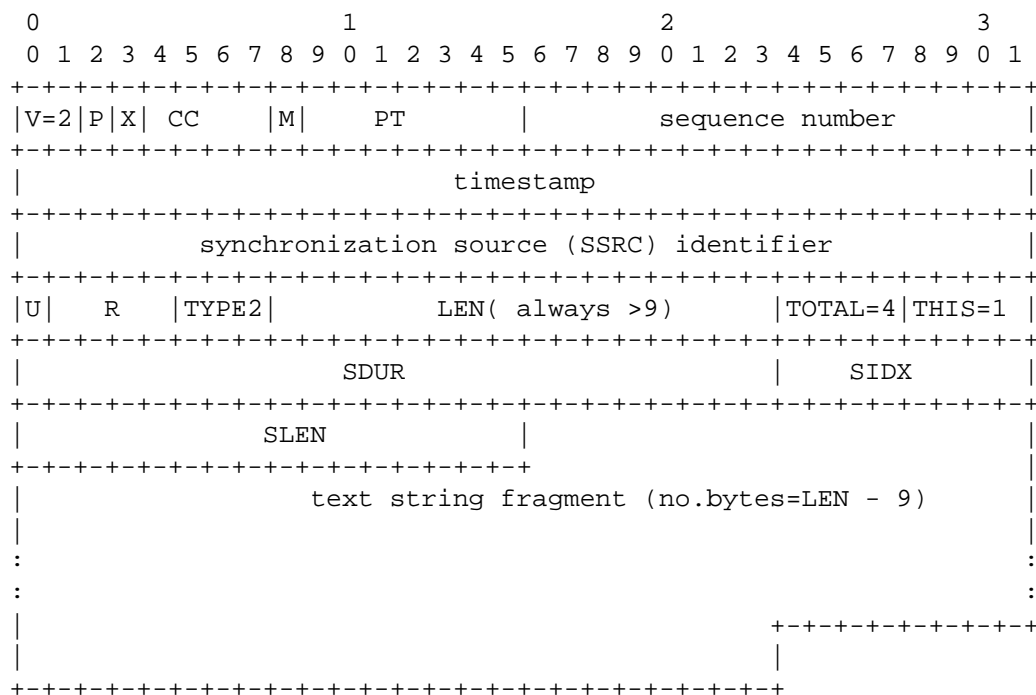 0                   1                   2                   3
 0 1 2 3 4 5 6 7 8 9 0 1 2 3 4 5 6 7 8 9 0 1 2 3 4 5 6 7 8 9 0 1
+-+-+-+-+-+-+-+-+-+-+-+-+-+-+-+-+-+-+-+-+-+-+-+-+-+-+-+-+-+-+-+-+
|V=2|P|X| CC    |M|    PT       |        sequence number        |
+-+-+-+-+-+-+-+-+-+-+-+-+-+-+-+-+-+-+-+-+-+-+-+-+-+-+-+-+-+-+-+-+
|                           timestamp                           |
+-+-+-+-+-+-+-+-+-+-+-+-+-+-+-+-+-+-+-+-+-+-+-+-+-+-+-+-+-+-+-+-+
|           synchronization source (SSRC) identifier            |
+-+-+-+-+-+-+-+-+-+-+-+-+-+-+-+-+-+-+-+-+-+-+-+-+-+-+-+-+-+-+-+-+
|U|   R   |TYPE2|          LEN( always >9)      |TOTAL=4|THIS=1 |
+-+-+-+-+-+-+-+-+-+-+-+-+-+-+-+-+-+-+-+-+-+-+-+-+-+-+-+-+-+-+-+-+
|                    SDUR                       |    SIDX       |
+-+-+-+-+-+-+-+-+-+-+-+-+-+-+-+-+-+-+-+-+-+-+-+-+-+-+-+-+-+-+-+-+
|               SLEN            |                               |
+-+-+-+-+-+-+-+-+-+-+-+-+-+-+-+-+                               |
|                  text string fragment (no.bytes=LEN - 9)      |
|                                                               |
:                                                               :
:                                                               :
|                                               +-+-+-+-+-+-+-+-+
|                                               |
+-+-+-+-+-+-+-+-+-+-+-+-+-+-+-+-+-+-+-+-+-+-+-+-+